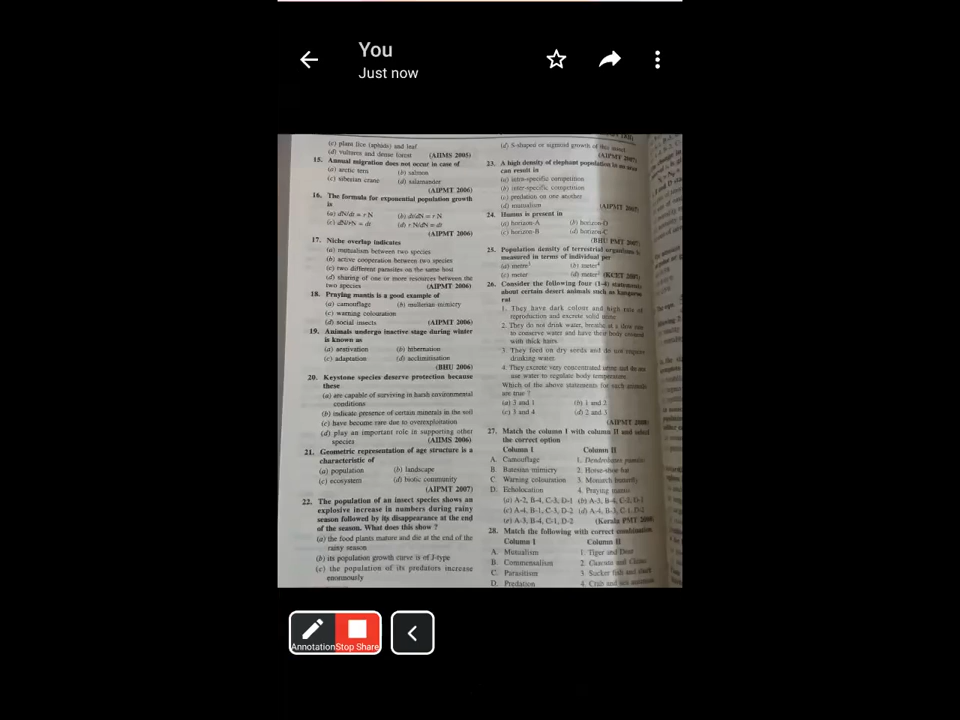 You
Just now
(c) plant lice (aphids) and leaf
(d) vultures and dense forest (AIIMS 2005)
15. Annual migration does not occur in case of
(a) arctic tern (b) salmon
(c) siberian crane (d) salamander
(AIPMT 2006)
16. The formula for exponential population growth
is
(a) dN/dt = r N (b) dt/dN = r N
(c) dN/rN = dt (d) r N/dN = dt
(AIPMT 2006)
17. Niche overlap indicates
(a) mutualism between two species
(b) active cooperation between two species
(c) two different parasites on the same host
(d) sharing of one or more resources between the
two species (AIPMT 2006)
18. Praying mantis is a good example of
(a) camouflage (b) mullerian mimicry
(c) warning colouration
(d) social insects (AIPMT 2006)
19. Animals undergo inactive stage during winter
is known as
(a) aestivation (b) hibernation
(c) adaptation (d) acclimitisation
(BHU 2006)
20. Keystone species deserve protection because
these
(a) are capable of surviving in harsh environmental
conditions
(b) indicate presence of certain minerals in the soil
(c) have become rare due to overexploitation
(d) play an important role in supporting other
species (AIIMS 2006)
21. Geometric representation of age structure is a
characteristic of
(a) population (b) landscape
(c) ecosystem (d) biotic community
(AIPMT 2007)
22. The population of an insect species shows an
explosive increase in numbers during rainy
season followed by its disappearance at the end
of the season. What does this show ?
(a) the food plants mature and die at the end of the
rainy season
(b) its population growth curve is of J-type
(c) the population of its predators increase
enormously
(d) S-shaped or sigmoid growth of this insect
(AIPMT 2007)
23. A high density of elephant population in an area
can result in
(a) intra-specific competition
(b) inter-specific competition
(c) predation on one another
(d) mutualism (AIPMT 2007)
24. Humus is present in
(a) horizon-A (b) horizon-D
(c) horizon-B (d) horizon-C
(BHU PMT 2007)
25. Population density of terrestrial organisms is
measured in terms of individual per
(a) metre³ (b) meter⁴
(c) meter (d) meter² (KCET 2007)
26. Consider the following four (1-4) statements
about certain desert animals such as kangaroo
rat
1. They have dark colour and high rate of
reproduction and excrete solid urine
2. They do not drink water, breathe at a slow rate
to conserve water and have their body covered
with thick hairs
3. They feed on dry seeds and do not require
drinking water
4. They excrete very concentrated urine and do not
use water to regulate body temperature
Which of the above statements for such animals
are true ?
(a) 3 and 1 (b) 1 and 2
(c) 3 and 4 (d) 2 and 3
(AIPMT 2008)
27. Match the column I with column II and select
the correct option
Column I Column II
A. Camouflage 1.
B. Batesian mimicry 2. Horse-shoe bat
C. Warning colouration 3. Monarch butterfly
D. Echolocation 4. Praying mantis
(a) A-2, B-4, C-3, D-1 (b) A-3, B-4, C-2, D-1
(c) A-4, B-1, C-3, D-2 (d) A-4, B-3, C-1, D-2
(e) A-3, B-4, C-1, D-2 (Kerala PMT 2008)
28. Match the following with correct combination
Column I Column II
A. Mutualism 1. Tiger and Deer
B. Commensalism 2. and
C. Parasitism 3. Sucker fish and shark
D. Predation 4. Crab and sea anemone
Annotation Stop Share